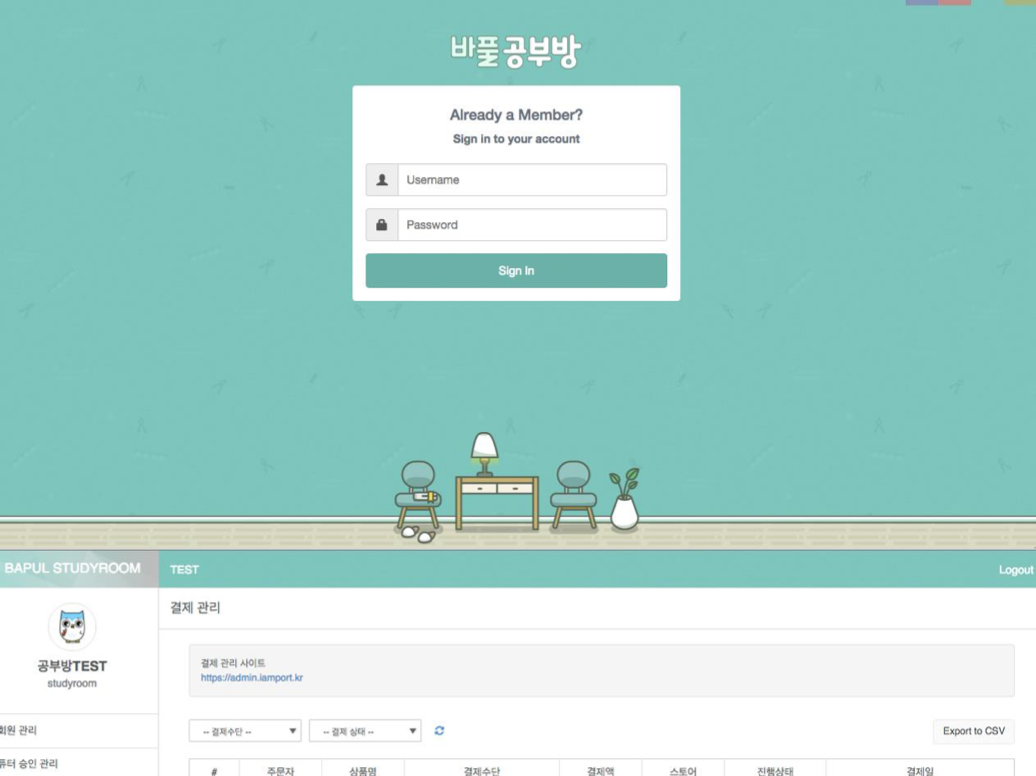 바풀 공부방
Already a Member?
Sign in to your account
Username
Password
Sign In
BAPUL STUDYROOM
TEST
Logout
결제 관리
공부방TEST
studyroom
결제 관리 사이트
https://admin.iamport.kr
회원 관리
-- 결제수단 --
-- 결제 상태 --
Export to CSV
튜터 승인 관리
# 주문자 상품명 결제수단 결제액 스토어 진행상태 결제일